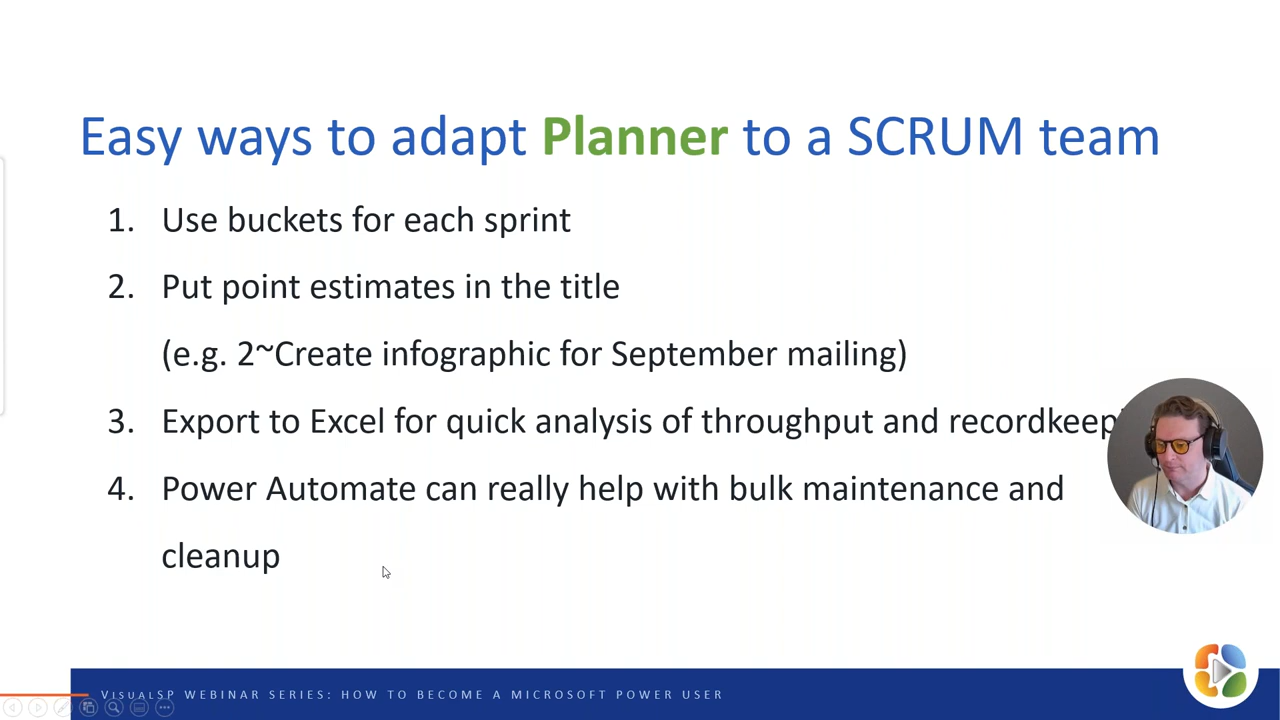 Easy ways to adapt Planner to a SCRUM team
1. Use buckets for each sprint
2. Put point estimates in the title
(e.g. 2~Create infographic for September mailing)
3. Export to Excel for quick analysis of throughput and recordkeepi
4. Power Automate can really help with bulk maintenance and
cleanup
VISUALSP WEBINAR SERIES: HOW TO BECOME A MICROSOFT POWER USER